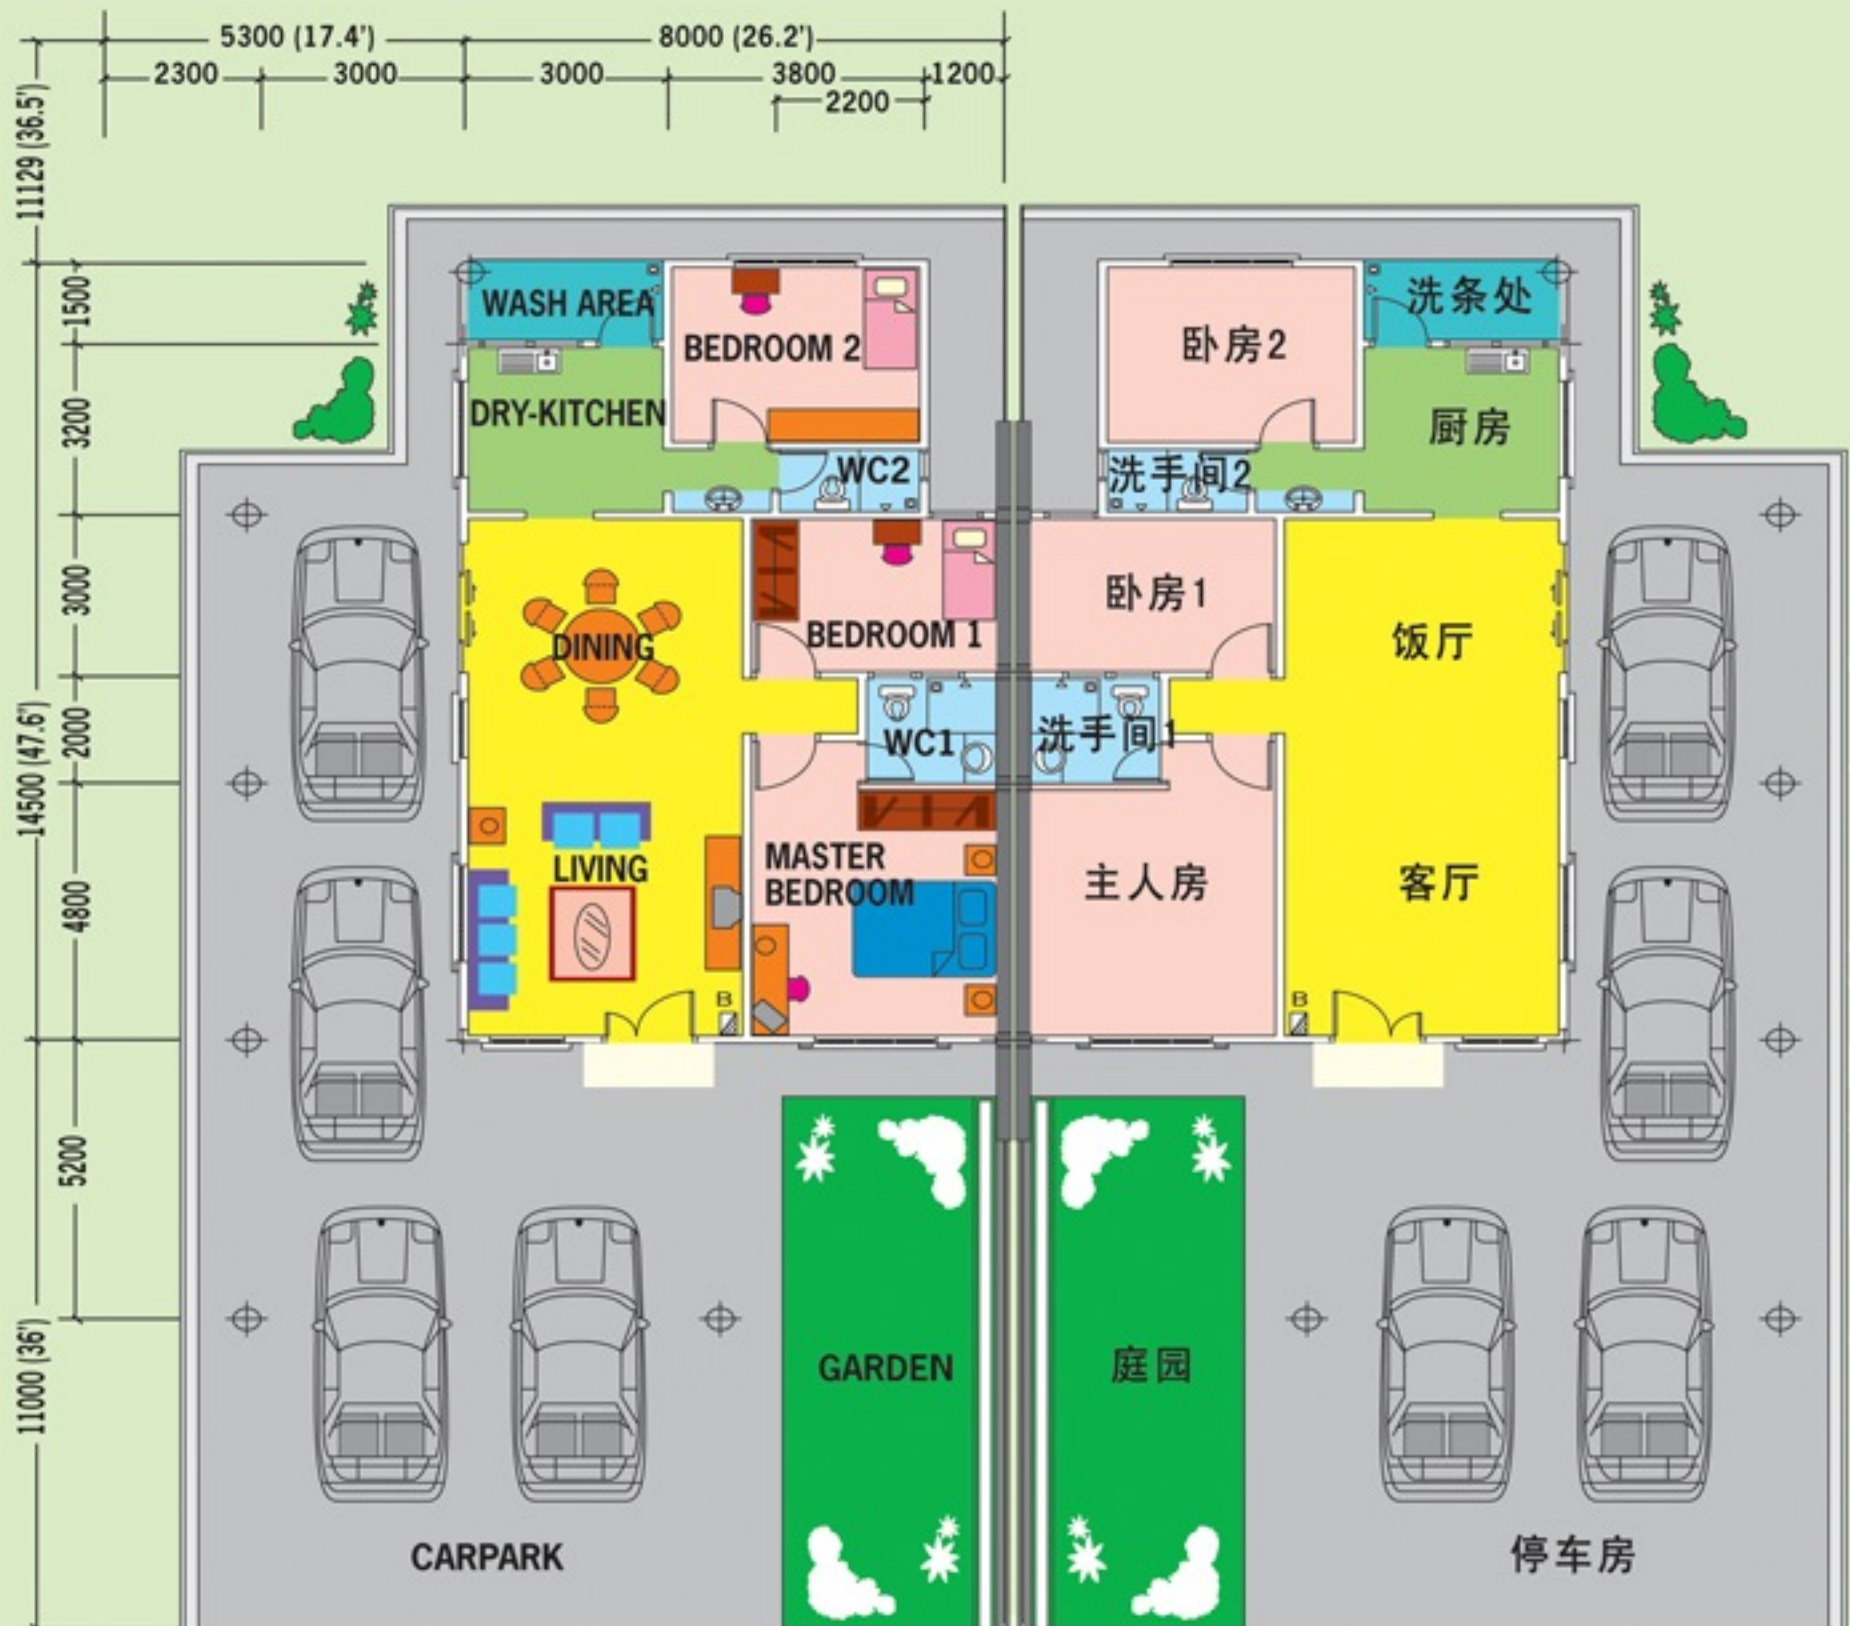 5300 (17.4')
8000 (26.2')
2300
3000
3000
3800
1200
2200
11129 (36.5')
1500
3200
3000
2000
14500 (47.6')
4800
5200
11000 (36')
WASH AREA
BEDROOM 2
DRY-KITCHEN
WC2
DINING
BEDROOM 1
WC1
LIVING
MASTER
BEDROOM
B
GARDEN
CARPARK
卧房2
洗条处
厨房
洗手间2
卧房1
饭厅
洗手间1
主人房
客厅
B
庭园
停车房